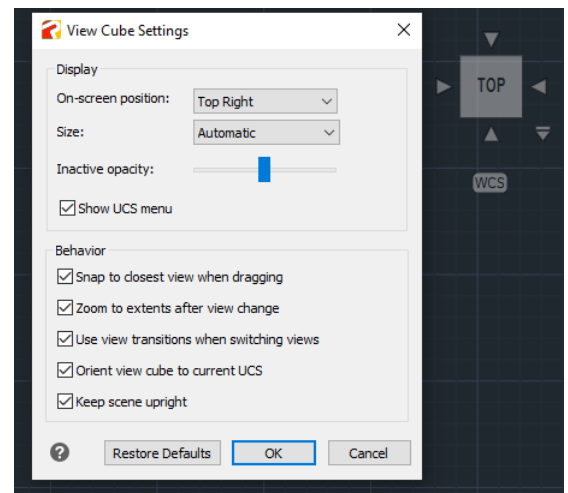 View Cube Settings
Display
On-screen position: Top Right
Size: Automatic
Inactive opacity:
Show UCS menu
Behavior
Snap to closest view when dragging
Zoom to extents after view change
Use view transitions when switching views
Orient view cube to current UCS
Keep scene upright
? Restore Defaults OK Cancel
TOP
WCS